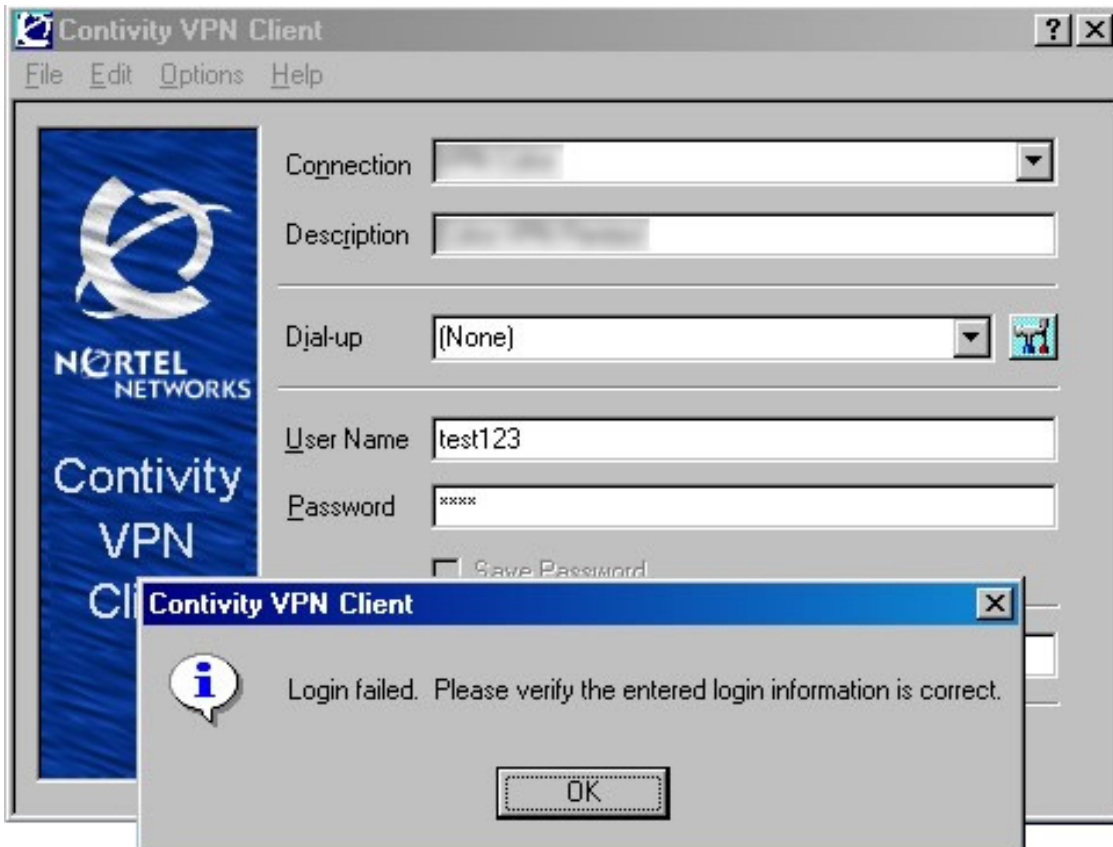 Contivity VPN Client
File Edit Options Help
Connection
Description
Dial-up (None)
NORTEL
NETWORKS
User Name test123
Password ****
Contivity
VPN
Cli
Save Password
Contivity VPN Client
Login failed. Please verify the entered login information is correct.
OK